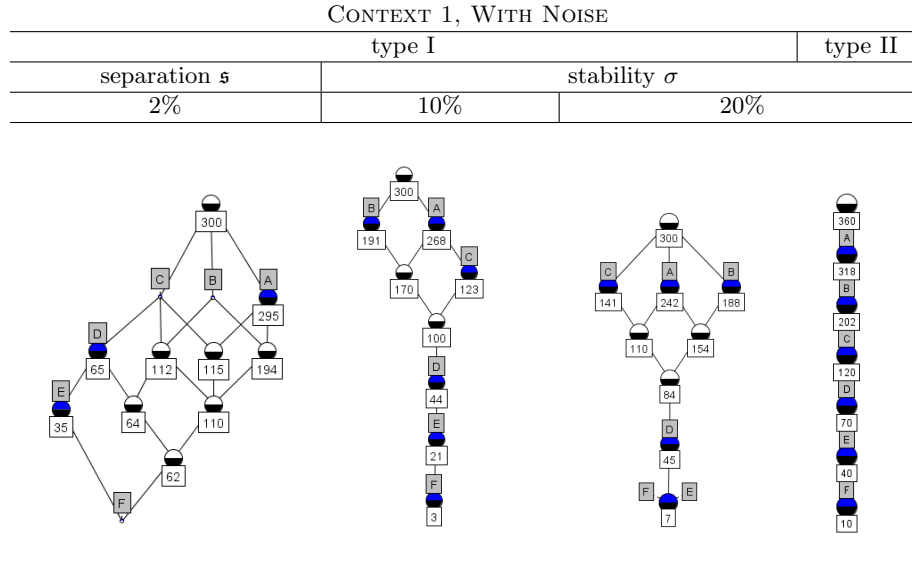 CONTEXT 1, WITH NOISE
type I type II
separation 𝔰 stability σ
2% 10% 20%
300
C B A
295
D
65 112 115 194
E
35 64 110
62
F
300
B A
191 268
C
170 123
100
D
44
E
21
F
3
300
C A B
141 242 188
110 154
84
D
45
F E
7
360
A
318
B
202
C
120
D
70
E
40
F
10